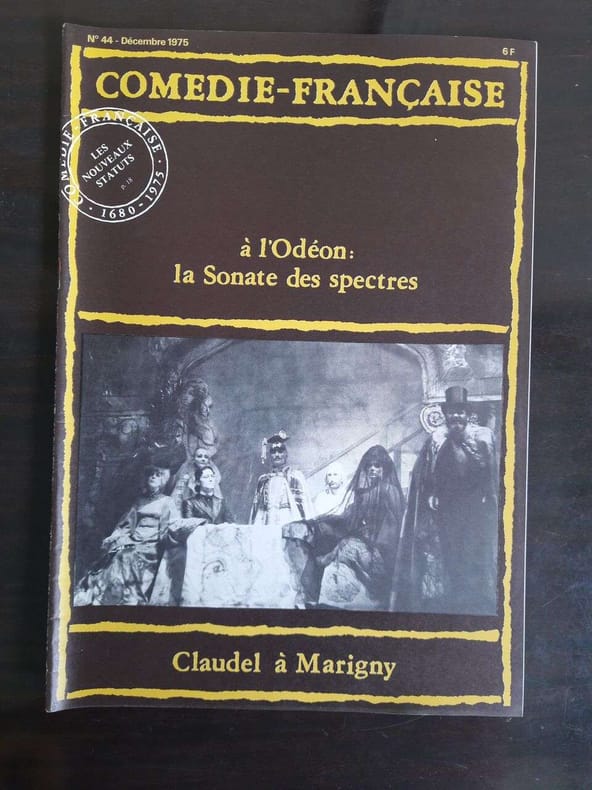 N° 44 - Décembre 1975
6 F
COMEDIE-FRANÇAISE
COMÉDIE-FRANÇAISE · 1680-1975 ·
LES
NOUVEAUX
STATUTS
p. 18
à l'Odéon:
la Sonate des spectres
Claudel à Marigny